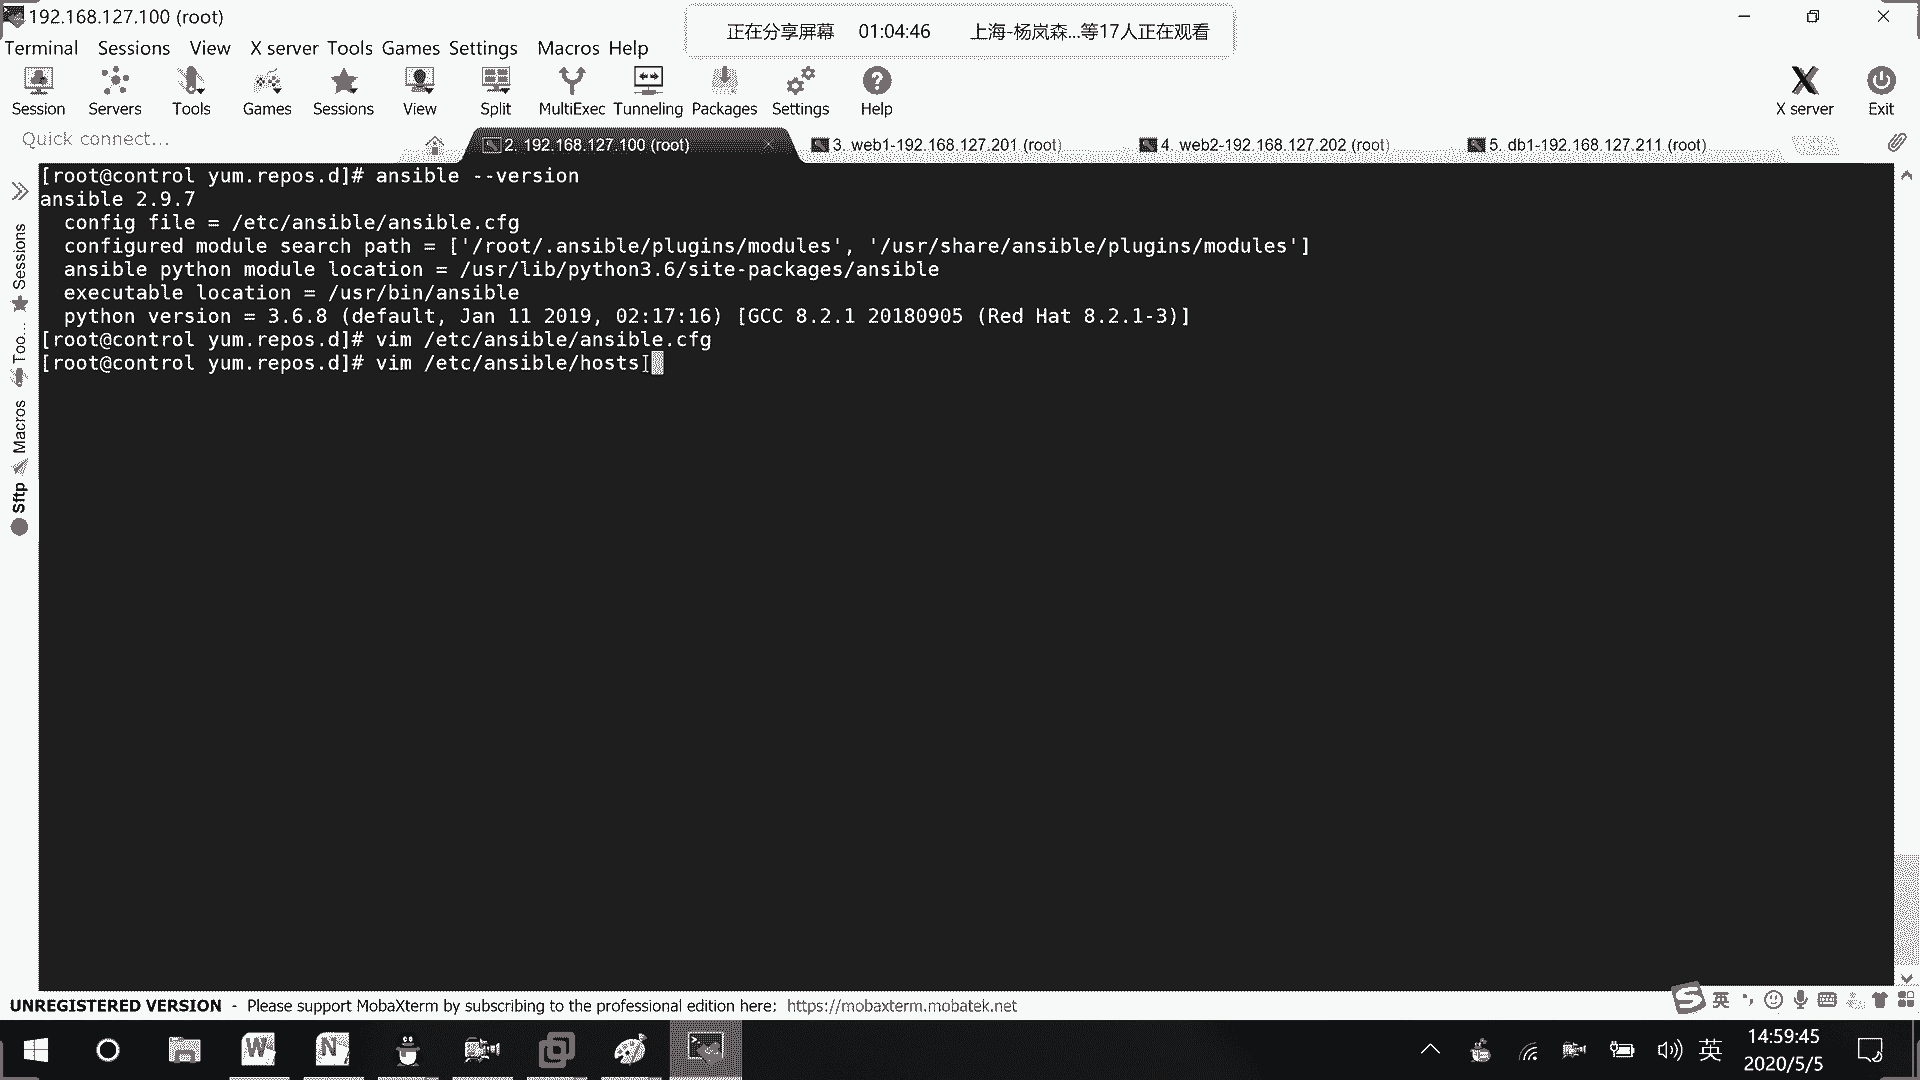 192.168.127.100 (root)
正在分享屏幕 01:04:46 上海-杨岚森...等17人正在观看
Terminal Sessions View X server Tools Games Settings Macros Help
Session Servers Tools Games Sessions View Split MultiExec Tunneling Packages Settings Help X server Exit
Quick connect...
2. 192.168.127.100 (root)
3. web1-192.168.127.201 (root)
4. web2-192.168.127.202 (root)
5. db1-192.168.127.211 (root)
Sessions
Too...
Macros
Sftp
[root@control yum.repos.d]# ansible --version
ansible 2.9.7
config file = /etc/ansible/ansible.cfg
configured module search path = ['/root/.ansible/plugins/modules', '/usr/share/ansible/plugins/modules']
ansible python module location = /usr/lib/python3.6/site-packages/ansible
executable location = /usr/bin/ansible
python version = 3.6.8 (default, Jan 11 2019, 02:17:16) [GCC 8.2.1 20180905 (Red Hat 8.2.1-3)]
[root@control yum.repos.d]# vim /etc/ansible/ansible.cfg
[root@control yum.repos.d]# vim /etc/ansible/hosts
UNREGISTERED VERSION - Please support MobaXterm by subscribing to the professional edition here: https://mobaxterm.mobatek.net
英
英
14:59:45
2020/5/5